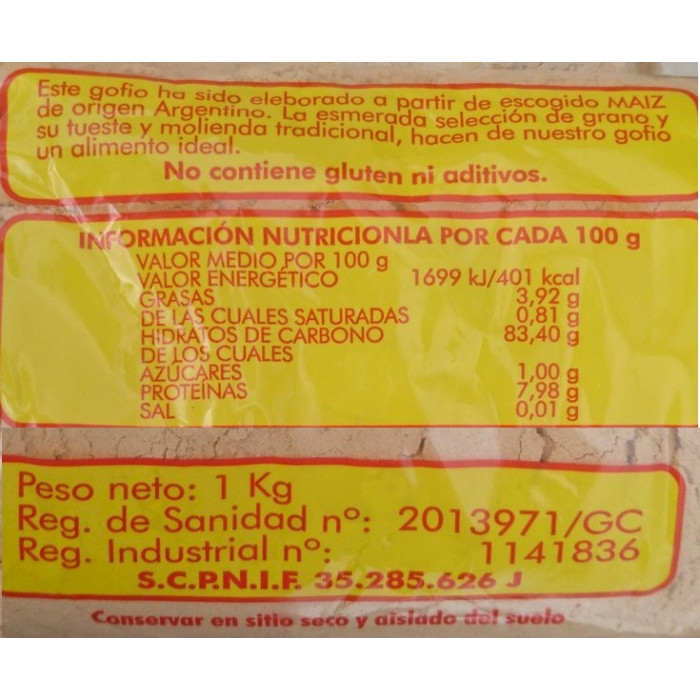 Este gofio ha sido eleborado a partir de escogido MAIZ
de origen Argentino. La esmerada selección de grano y
su tueste y molienda tradicional, hacen de nuestro gofio
un alimento ideal.
No contiene gluten ni aditivos.
INFORMACIÓN NUTRICIONLA POR CADA 100 g
VALOR MEDIO POR 100 g
VALOR ENERGÉTICO 1699 kJ/401 kcal
GRASAS 3,92 g
DE LAS CUALES SATURADAS 0,81 g
HIDRATOS DE CARBONO 83,40 g
DE LOS CUALES
AZÚCARES 1,00 g
PROTEÍNAS 7,98 g
SAL 0,01 g
Peso neto: 1 Kg
Reg. de Sanidad nº: 2013971/GC
Reg. Industrial nº: 1141836
S.C.P.N.I.F. 35.285.626 J
Conservar en sitio seco y aislado del suelo